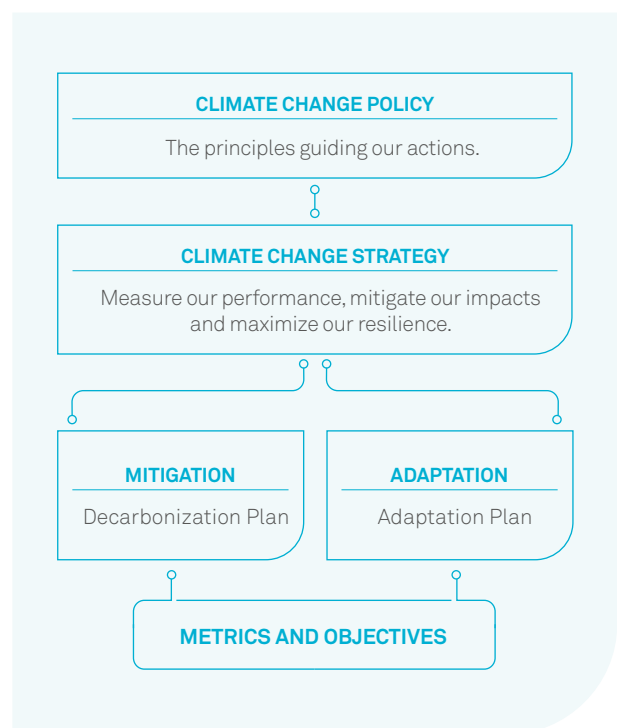 CLIMATE CHANGE POLICY
The principles guiding our actions.
CLIMATE CHANGE STRATEGY
Measure our performance, mitigate our impacts
and maximize our resilience.
MITIGATION
Decarbonization Plan
ADAPTATION
Adaptation Plan
METRICS AND OBJECTIVES